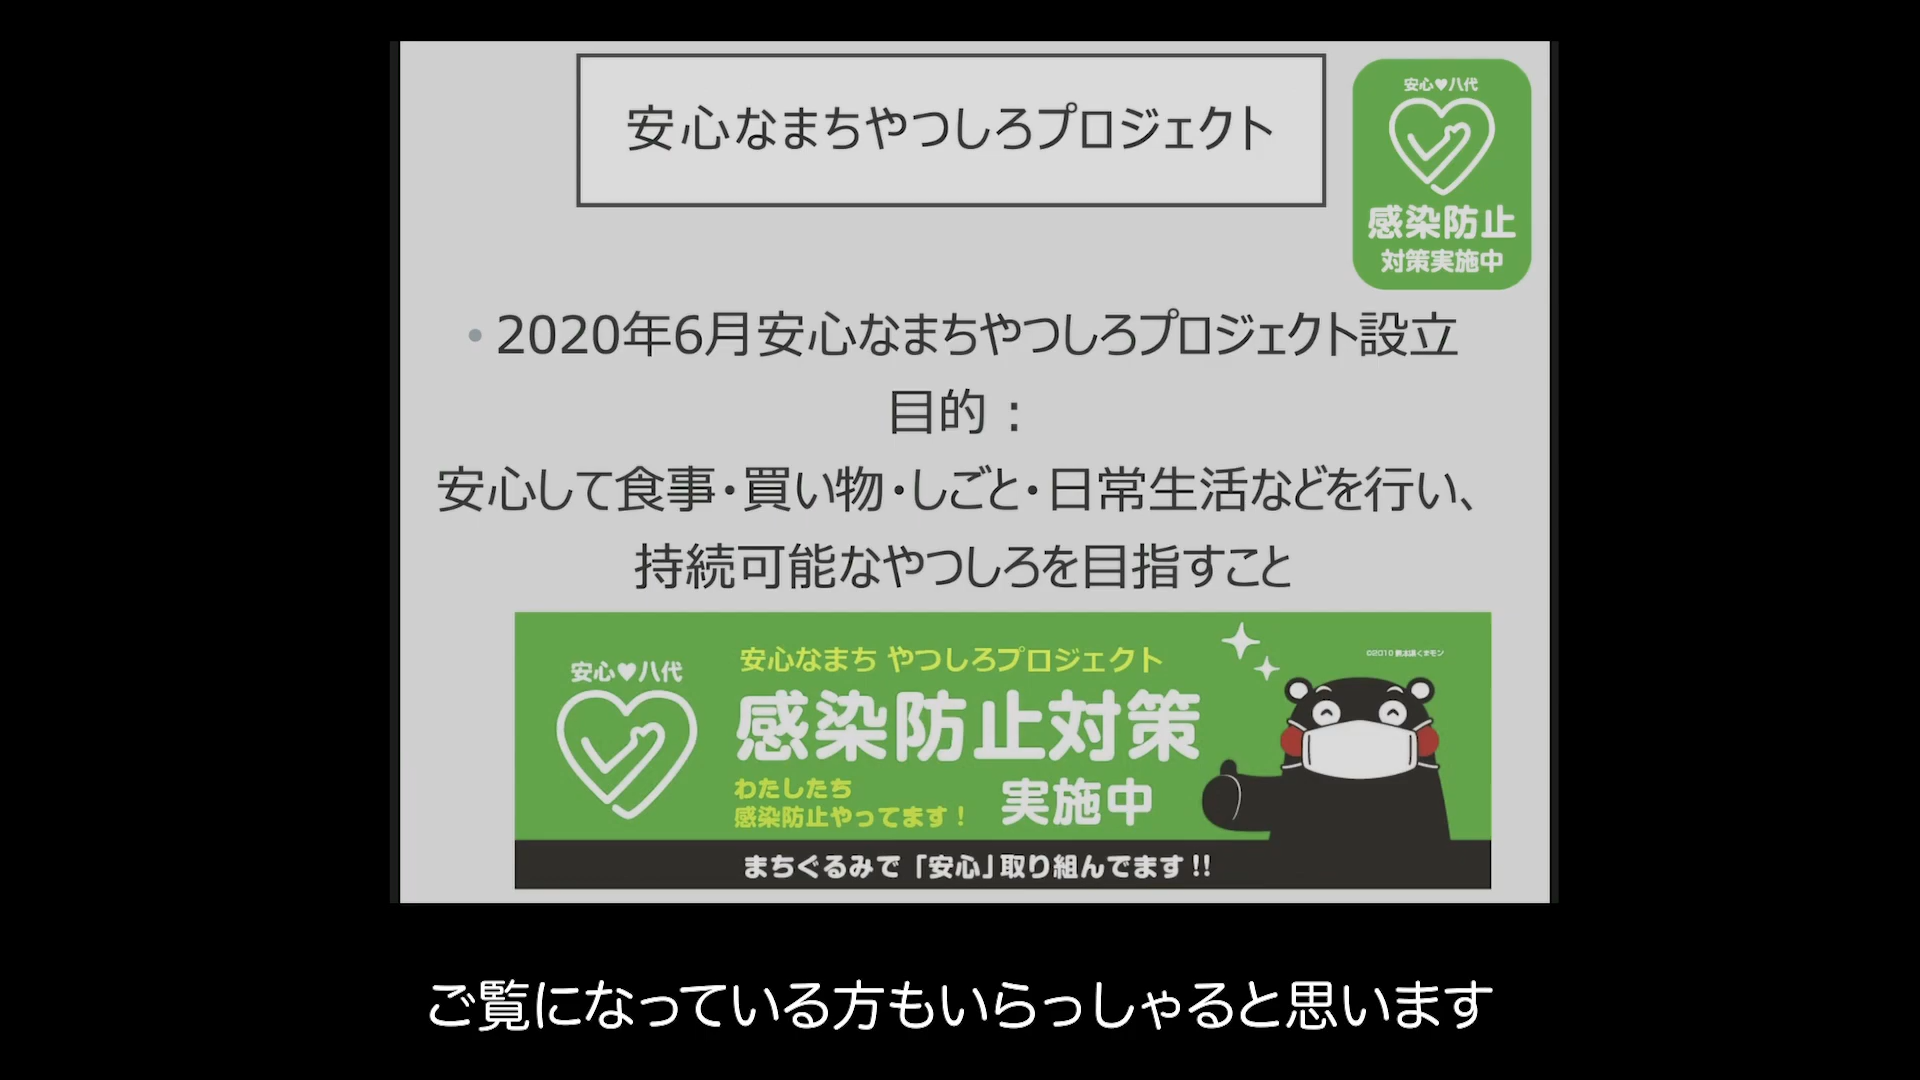 安心なまちやつしろプロジェクト
安心♥八代
感染防止
対策実施中
•2020年6月安心なまちやつしろプロジェクト設立
目的：
安心して食事・買い物・しごと・日常生活などを行い、
持続可能なやつしろを目指すこと
安心♥八代
安心なまち やつしろプロジェクト
感染防止対策
わたしたち
感染防止やってます！
実施中
©2010 熊本県くまモン
まちぐるみで「安心」取り組んでます!!
ご覧になっている方もいらっしゃると思います